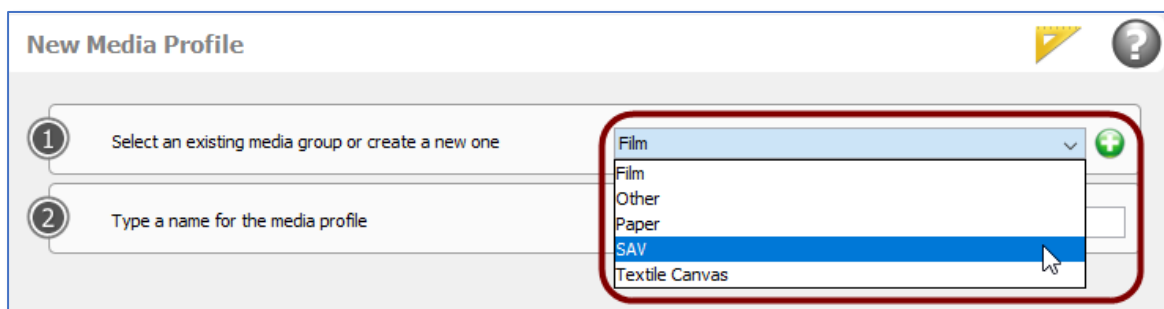 New Media Profile
?
1
Select an existing media group or create a new one
Film
Film
Other
Paper
SAV
Textile Canvas
2
Type a name for the media profile